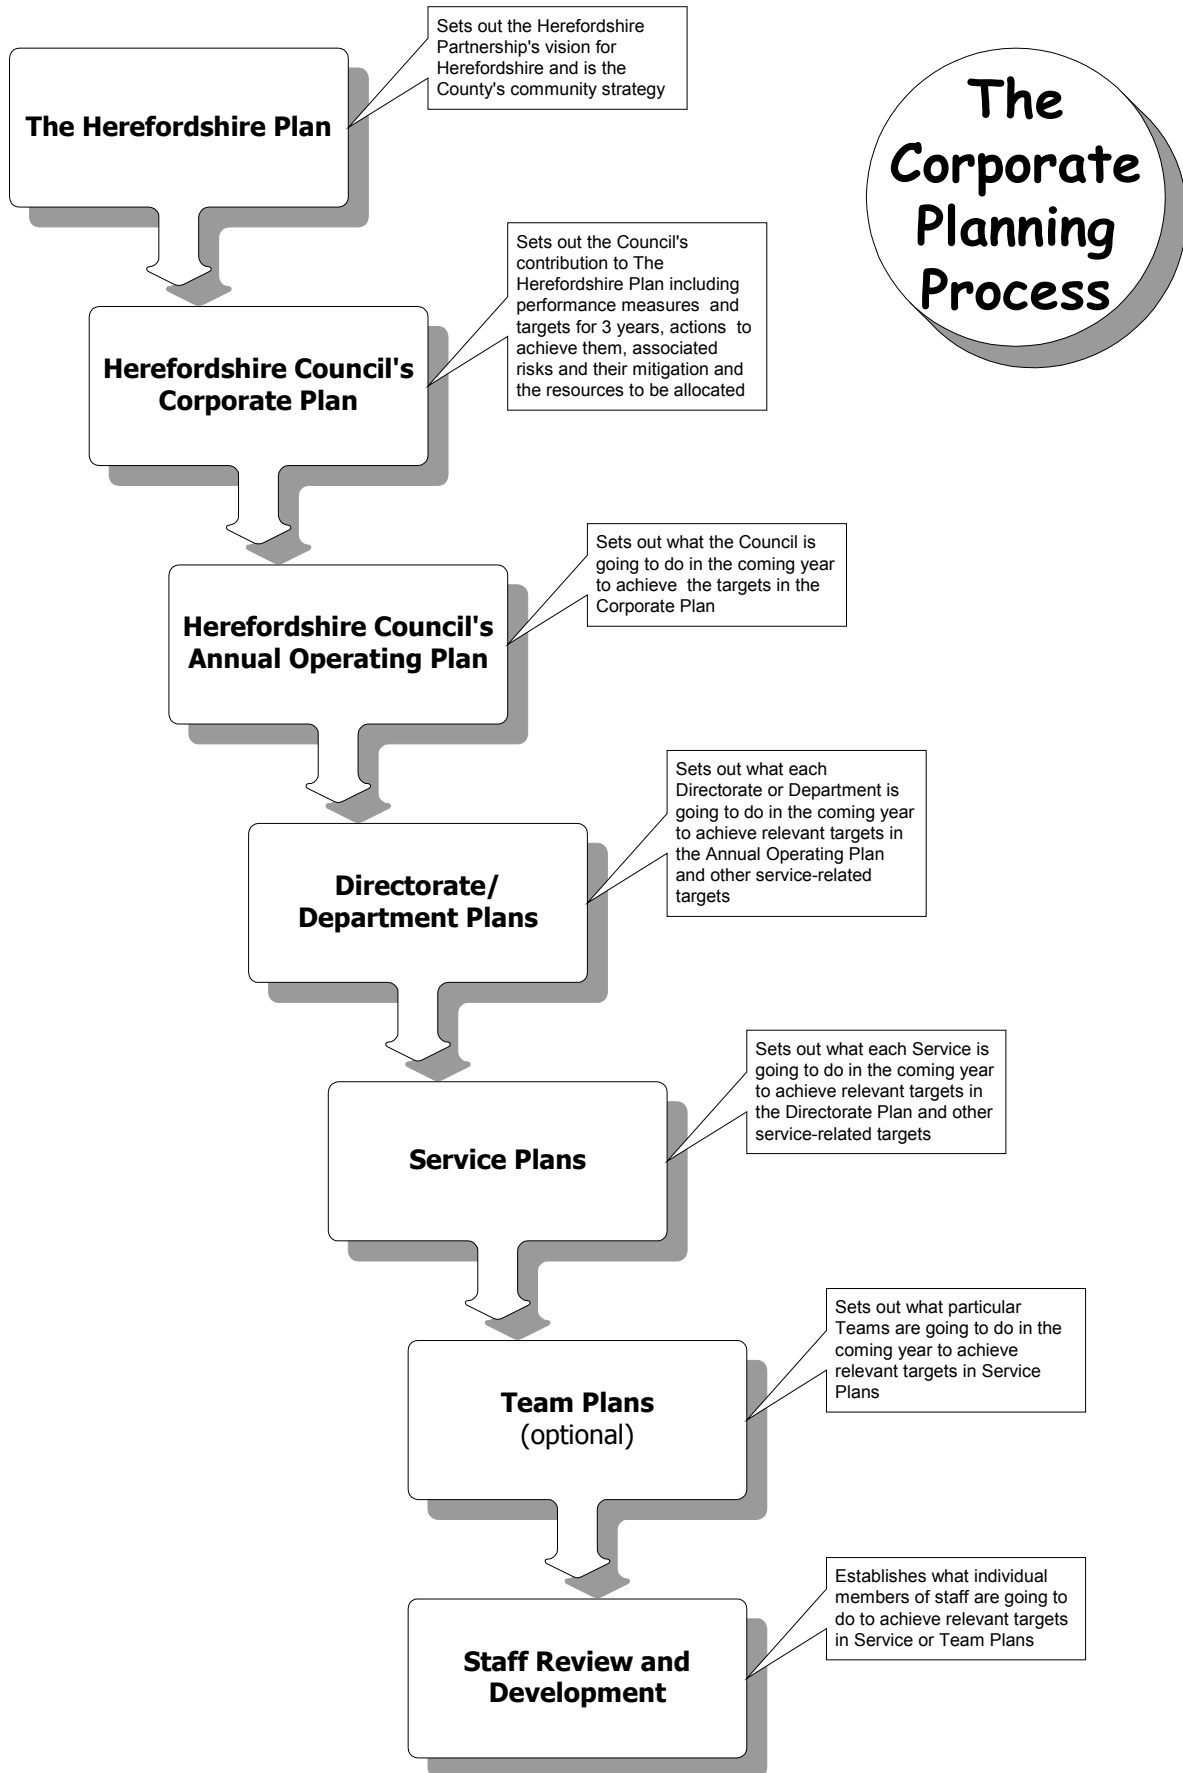 Sets out the Herefordshire
Partnership's vision for
Herefordshire and is the
County's community strategy
The Herefordshire Plan
The
Corporate
Planning
Process
Sets out the Council's
contribution to The
Herefordshire Plan including
performance measures and
targets for 3 years, actions to
achieve them, associated
risks and their mitigation and
the resources to be allocated
Herefordshire Council's
Corporate Plan
Sets out what the Council is
going to do in the coming year
to achieve the targets in the
Corporate Plan
Herefordshire Council's
Annual Operating Plan
Sets out what each
Directorate or Department is
going to do in the coming year
to achieve relevant targets in
the Annual Operating Plan
and other service-related
targets
Directorate/
Department Plans
Sets out what each Service is
going to do in the coming year
to achieve relevant targets in
the Directorate Plan and other
service-related targets
Service Plans
Sets out what particular
Teams are going to do in the
coming year to achieve
relevant targets in Service
Plans
Team Plans
(optional)
Establishes what individual
members of staff are going to
do to achieve relevant targets
in Service or Team Plans
Staff Review and
Development